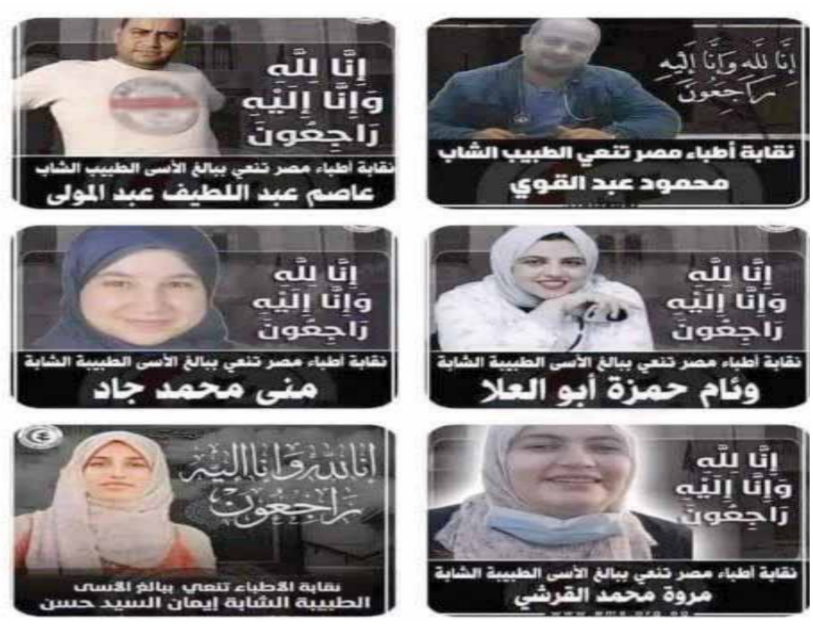 إنا لله
وإنا إليه
راجعون
نقابة أطباء مصر تنعي ببالغ الأسى الطبيب الشاب
عاصم عبد اللطيف عبد المولى
إنا لله وإنا إليه
راجعون
نقابة أطباء مصر تنعي الطبيب الشاب
محمود عبد القوي
إنا لله
وإنا إليه
راجعون
نقابة أطباء مصر تنعي ببالغ الأسى الطبيبة الشابة
منى محمد جاد
إنا لله
وإنا إليه
راجعون
نقابة أطباء مصر تنعي ببالغ الأسى الطبيبة الشابة
وئام حمزة أبو العلا
إنا لله وإنا إليه
راجعون
نقابة الأطباء تنعي ببالغ الأسى
الطبيبة الشابة إيمان السيد حسن
إنا لله
وإنا إليه
راجعون
نقابة أطباء مصر تنعي ببالغ الأسى الطبيبة الشابة
مروة محمد القرشي
www.ems.org.eg